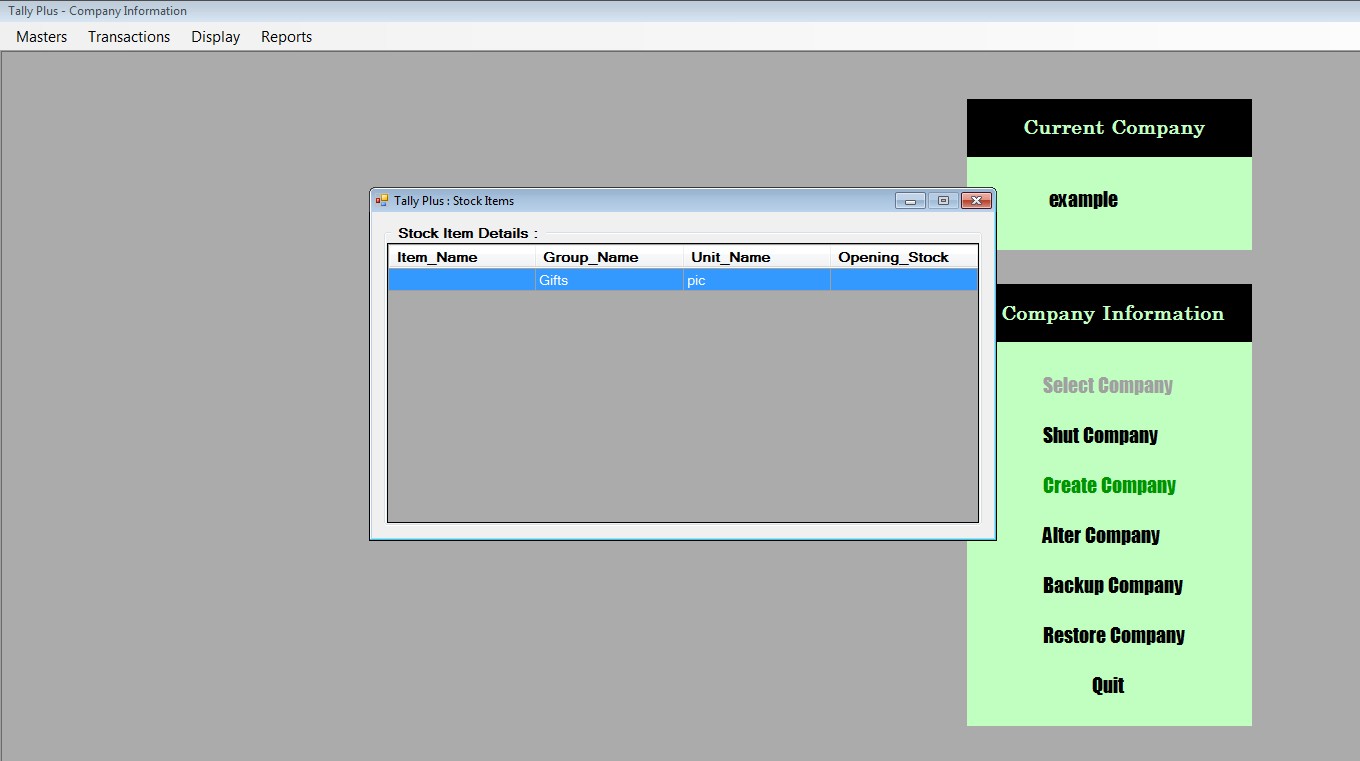 Tally Plus - Company Information
Masters Transactions Display Reports
Current Company
example
Tally Plus : Stock Items
Stock Item Details :
Item_Name Group_Name Unit_Name Opening_Stock
Gifts pic
Company Information
Select Company
Shut Company
Create Company
Alter Company
Backup Company
Restore Company
Quit